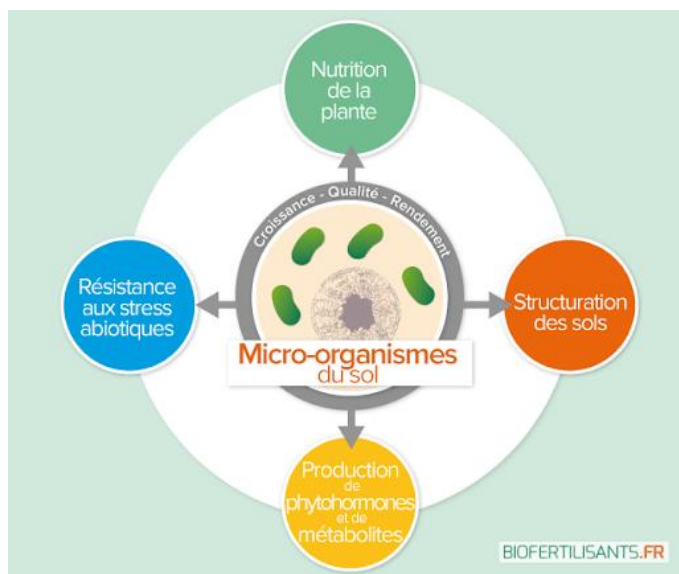 Nutrition
de la
plante
Croissance - Qualité - Rendement
Résistance
aux stress
abiotiques
Structuration
des sols
Micro-organismes
du sol
Production
de
phytohormones
et de
métabolites
BIOFERTILISANTS.FR